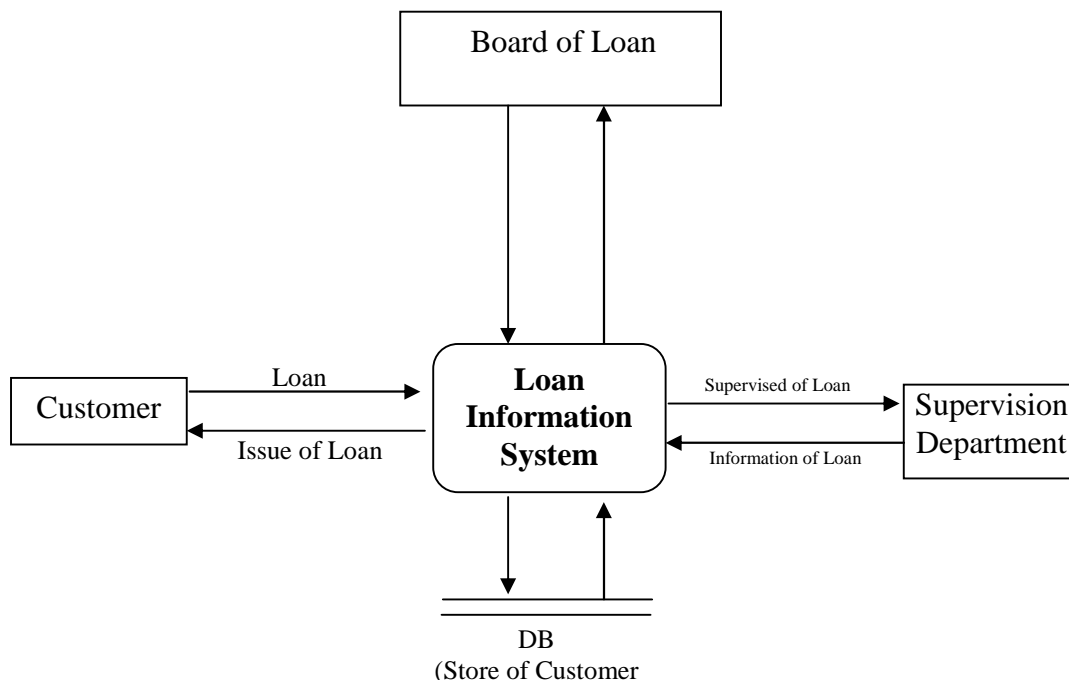 Board of Loan
Loan
Issue of Loan
Customer
Loan
Information
System
Supervised of Loan
Information of Loan
Supervision
Department
DB
(Store of Customer